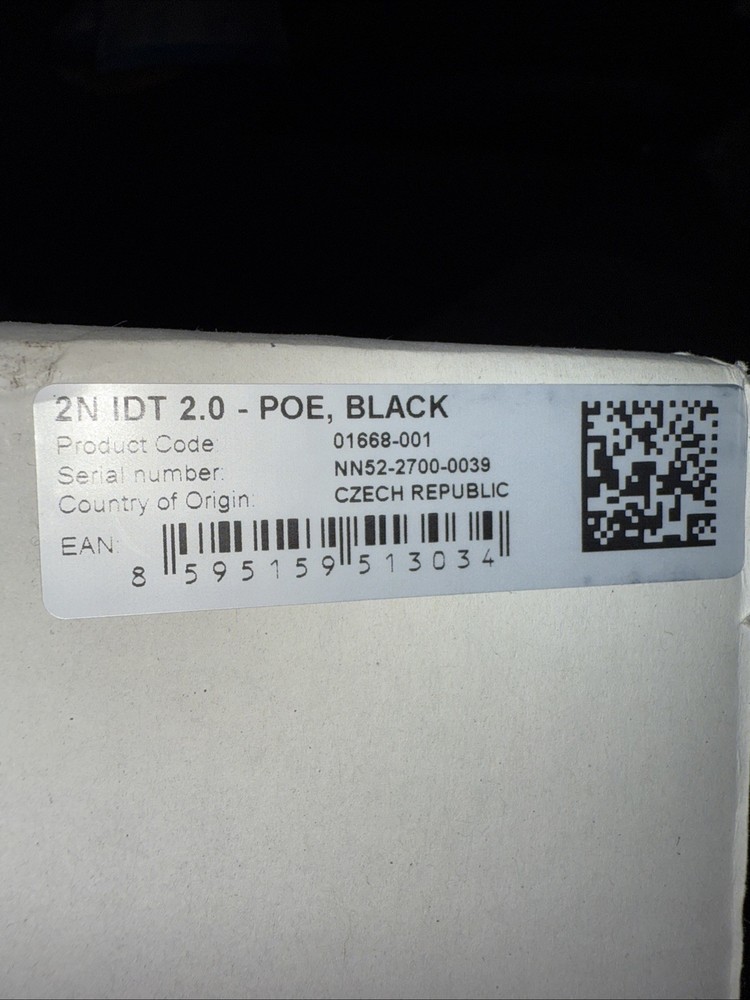 2N IDT 2.0 - POE, BLACK
Product Code 01668-001
Serial number: NN52-2700-0039
Country of Origin: CZECH REPUBLIC
EAN: 8 595159 513034